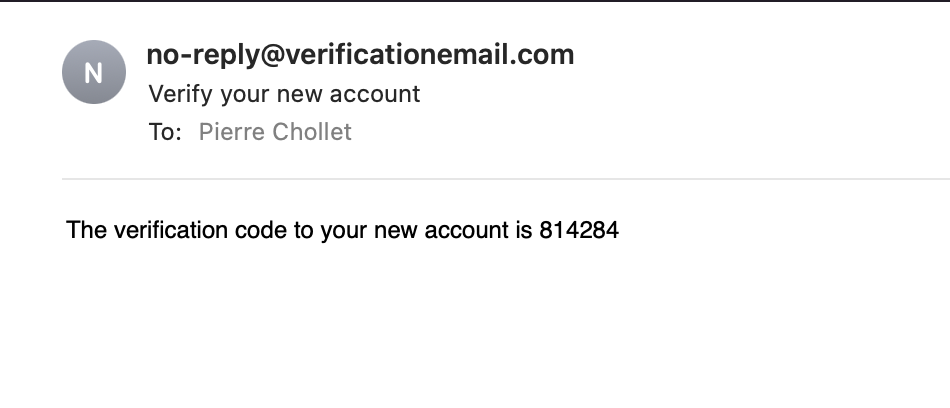 N
no-reply@verificationemail.com
Verify your new account
To: Pierre Chollet
The verification code to your new account is 814284